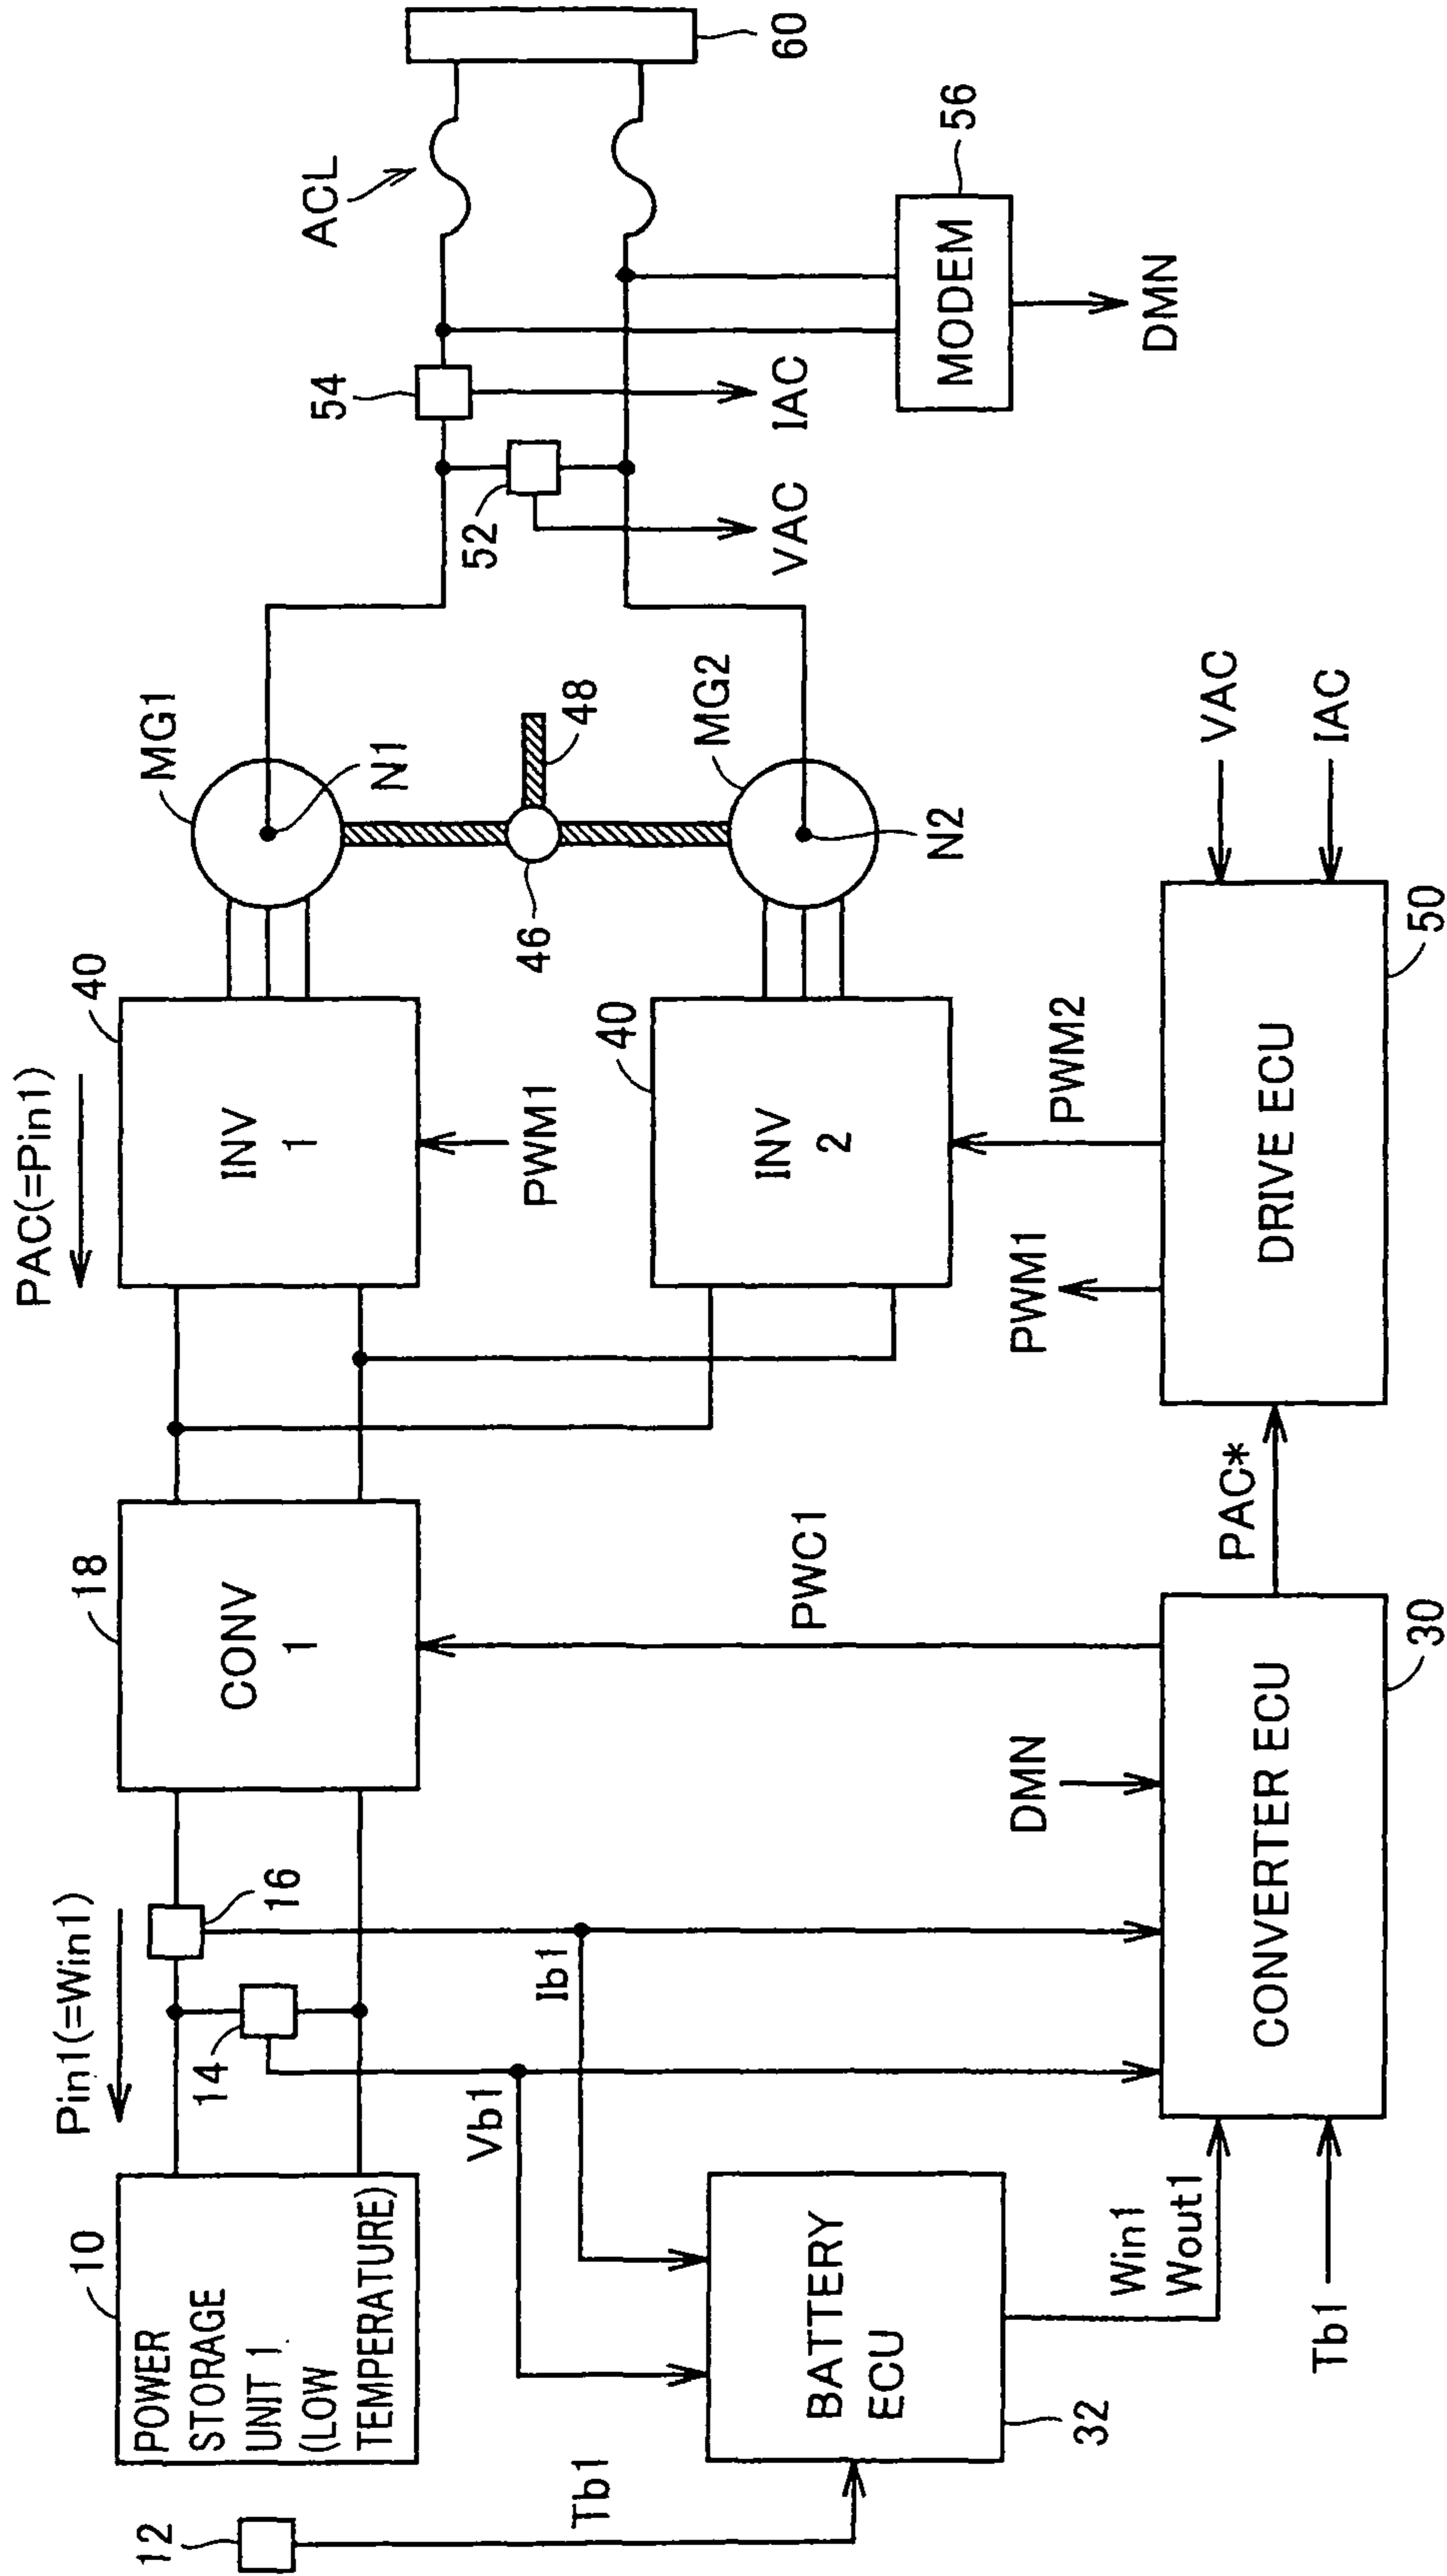 PAC(=Pin1)
Pin1(=Win1)
10
POWER
STORAGE
UNIT 1
(LOW
TEMPERATURE)
12
14
16
18
CONV
1
40
INV
1
MG1
N1
PWM1
46
48
40
INV
2
MG2
N2
PWM2
ACL
54
52
60
VAC
IAC
MODEM
56
DMN
Tb1
Vb1
Ib1
BATTERY
ECU
32
Win1
Wout1
Tb1
DMN
PWC1
CONVERTER ECU
30
PAC*
PWM1
DRIVE ECU
50
VAC
IAC